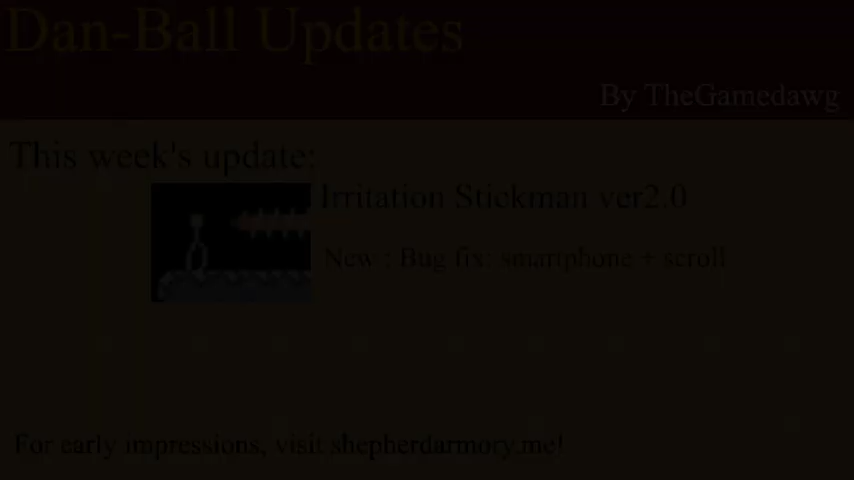 Dan-Ball Updates
By TheGamedawg
This week's update:
Irritation Stickman ver2.0
New : Bug fix: smartphone + scroll
For early impressions, visit shepherdarmory.me!